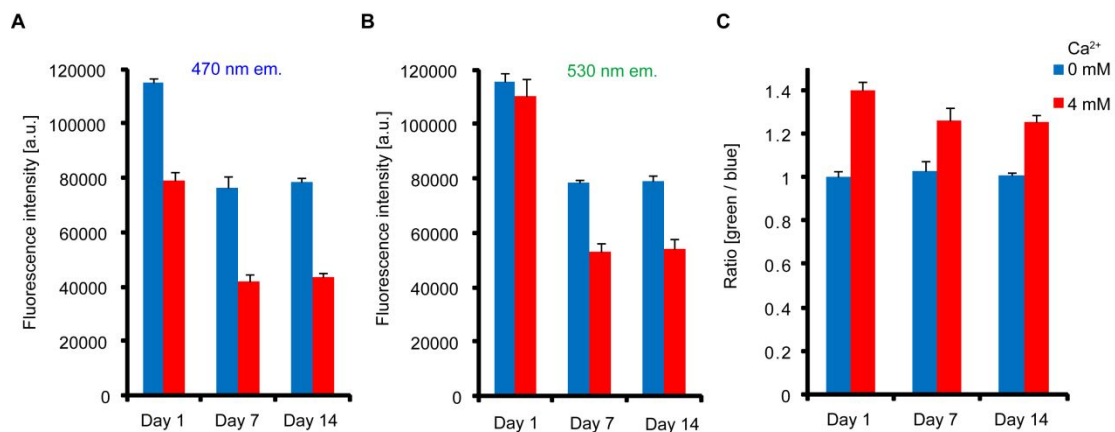 A
470 nm em.
Fluorescence intensity [a.u.]
120000
100000
80000
60000
40000
20000
0
Day 1
Day 7
Day 14
B
530 nm em.
Fluorescence intensity [a.u.]
120000
100000
80000
60000
40000
20000
0
Day 1
Day 7
Day 14
C
Ca²⁺
0 mM
4 mM
Ratio [green / blue]
1.4
1.2
1
0.8
0.6
0.4
0.2
0
Day 1
Day 7
Day 14